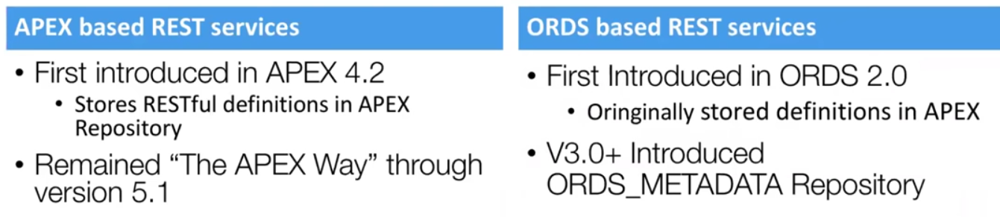 APEX based REST services
• First introduced in APEX 4.2
• Stores RESTful definitions in APEX
Repository
• Remained “The APEX Way” through
version 5.1
ORDS based REST services
• First Introduced in ORDS 2.0
• Oringinally stored definitions in APEX
• V3.0+ Introduced
ORDS_METADATA Repository